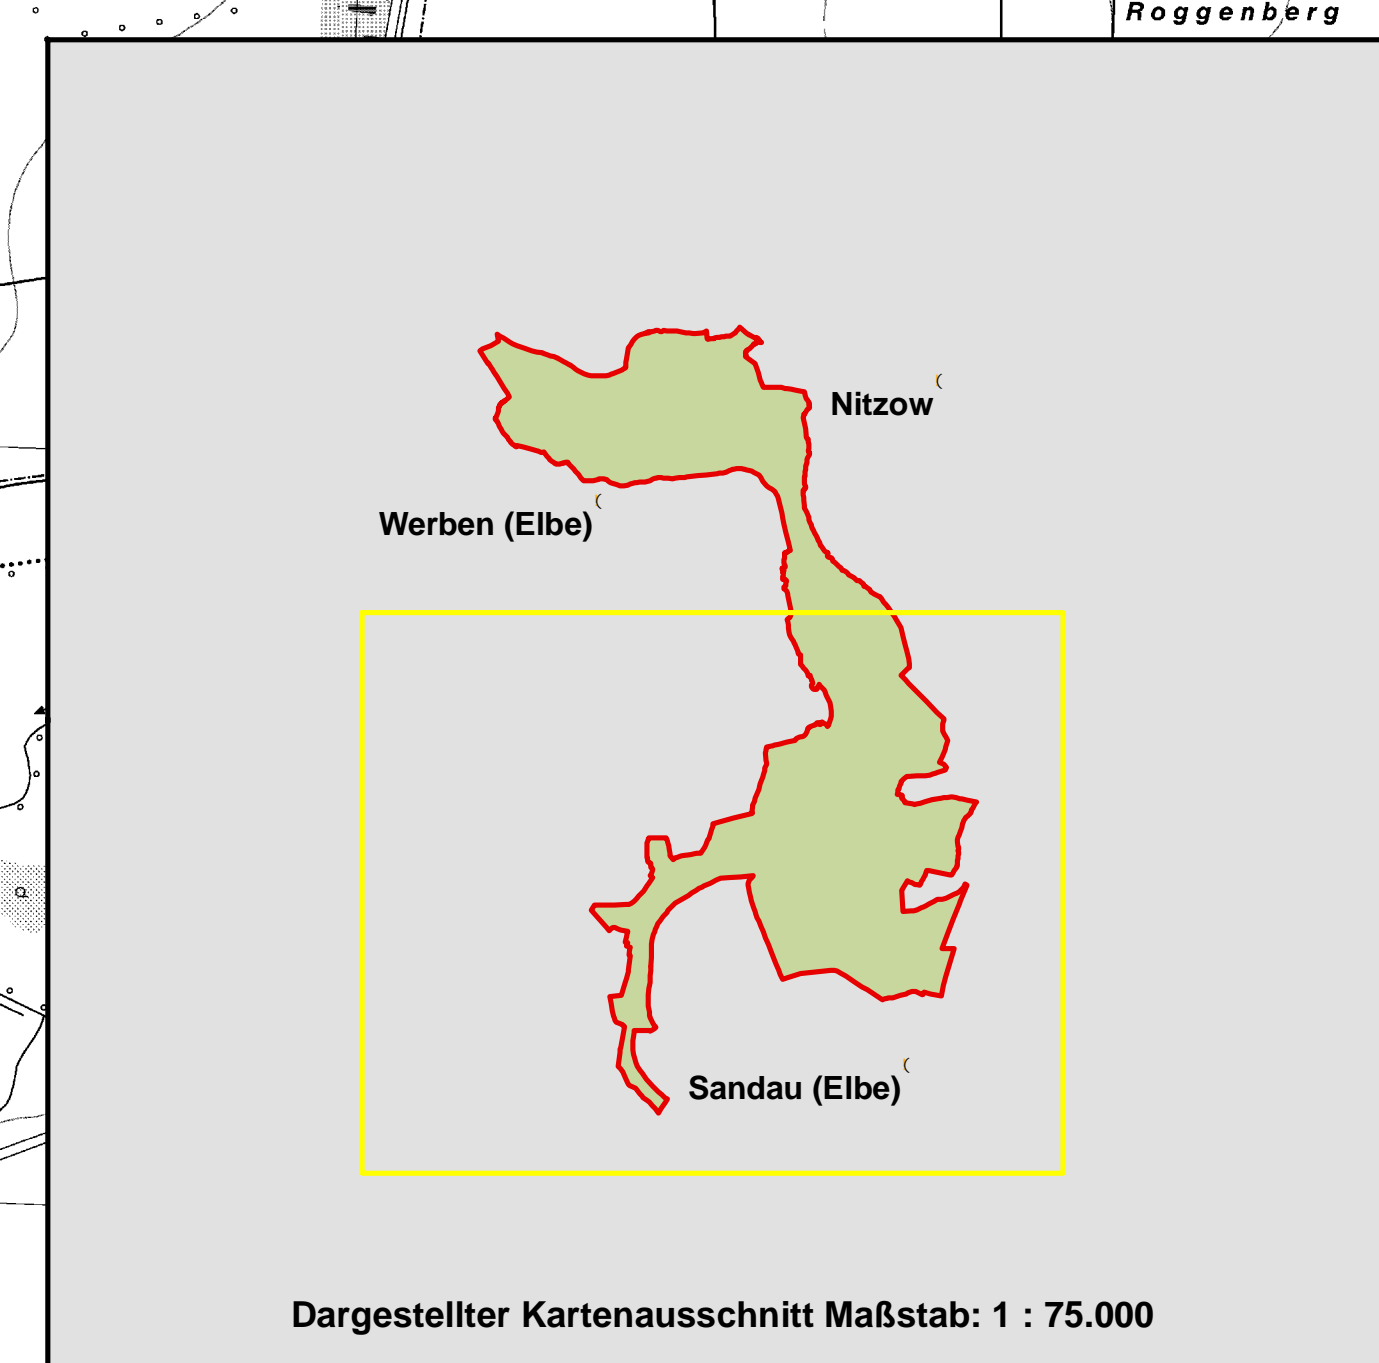 Roggenberg
Nitzow
Werben (Elbe)
Sandau (Elbe)
Dargestellter Kartenausschnitt Maßstab: 1 : 75.000